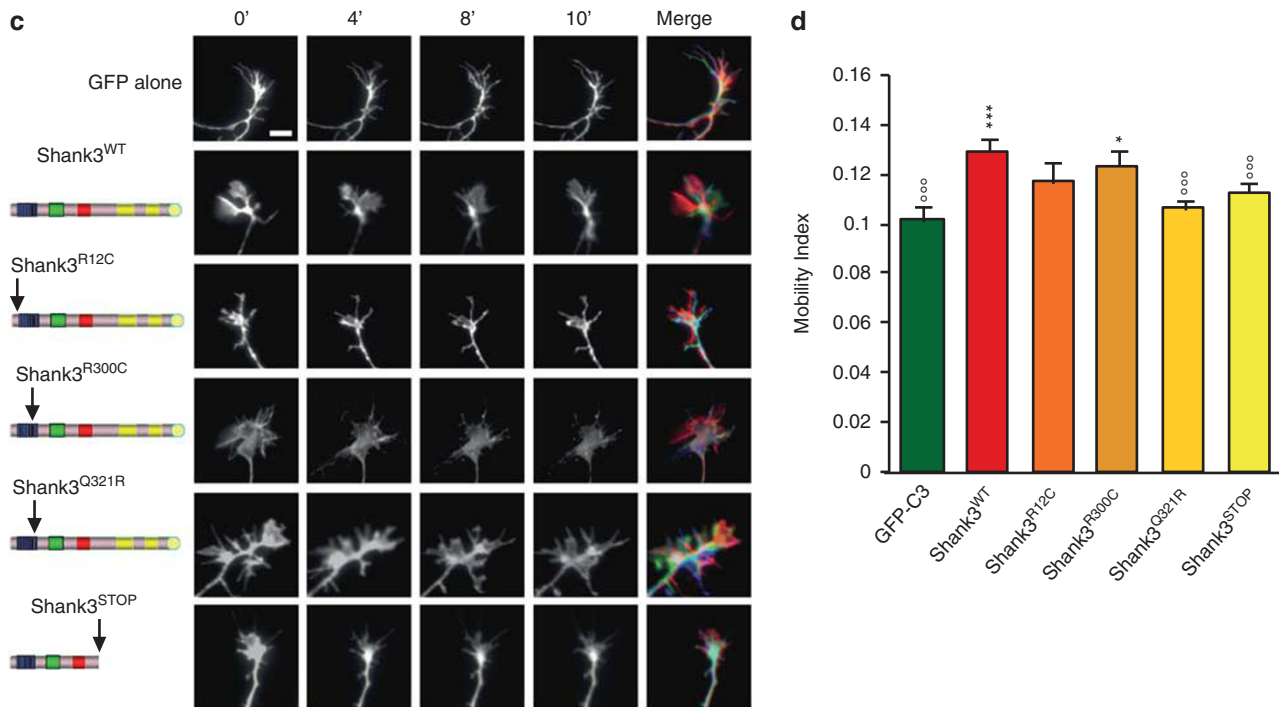 c
0' 4' 8' 10' Merge
GFP alone
Shank3WT
Shank3R12C
Shank3R300C
Shank3Q321R
Shank3STOP
d
0.16
0.14
0.12
0.1
0.08
0.06
0.04
0.02
0
Mobility Index
°°°
***
*
°°°
°°°
GFP-C3
Shank3WT
Shank3R12C
Shank3R300C
Shank3Q321R
Shank3STOP